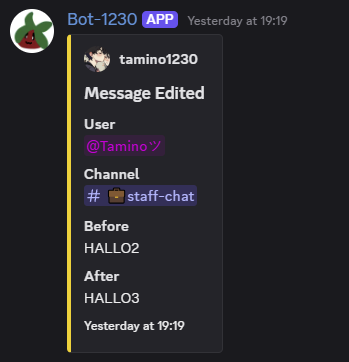 Bot-1230 APP Yesterday at 19:19
tamino1230
Message Edited
User
@Taminoツ
Channel
# 💼staff-chat
Before
HALLO2
After
HALLO3
Yesterday at 19:19